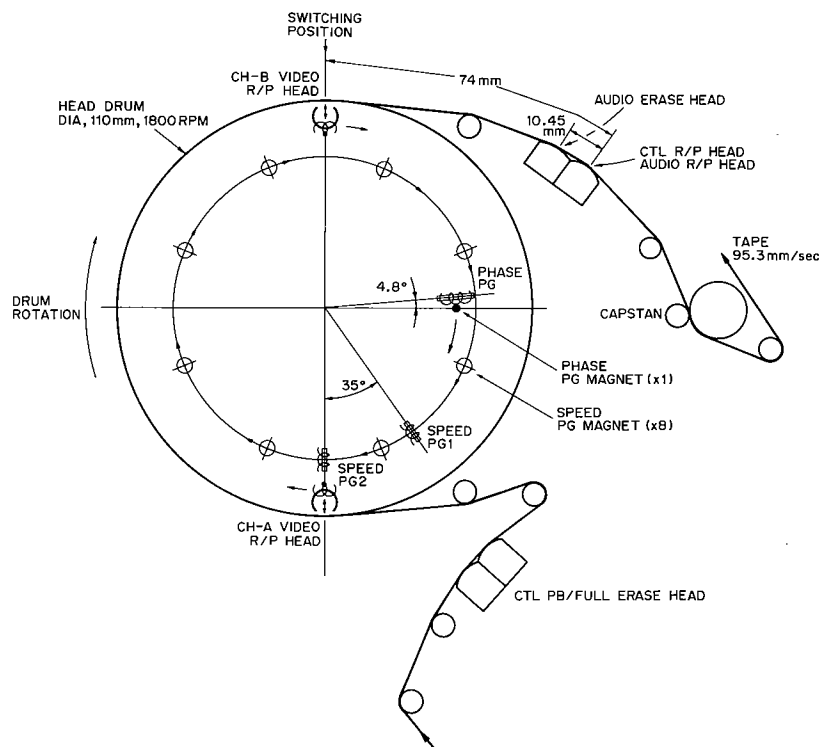 SWITCHING
POSITION
CH-B VIDEO
R/P HEAD
74mm
HEAD DRUM
DIA, 110mm, 1800 RPM
AUDIO ERASE HEAD
10.45
mm
CTL R/P HEAD
AUDIO R/P HEAD
TAPE
95.3mm/sec
PHASE
PG
4.8°
DRUM
ROTATION
CAPSTAN
PHASE
PG MAGNET (x1)
35°
SPEED
PG MAGNET (x8)
SPEED
PG1
SPEED
PG2
CH-A VIDEO
R/P HEAD
CTL PB/FULL ERASE HEAD